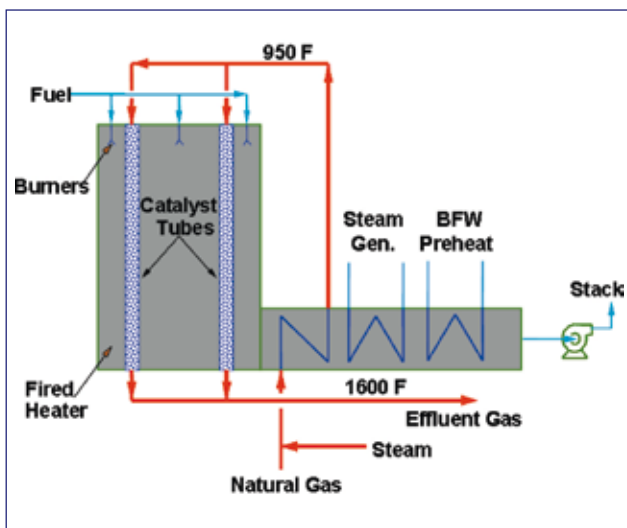 950 F
Fuel
Burners
Catalyst
Tubes
Steam
Gen.
BFW
Preheat
Stack
Fired
Heater
1600 F
Effluent Gas
Steam
Natural Gas